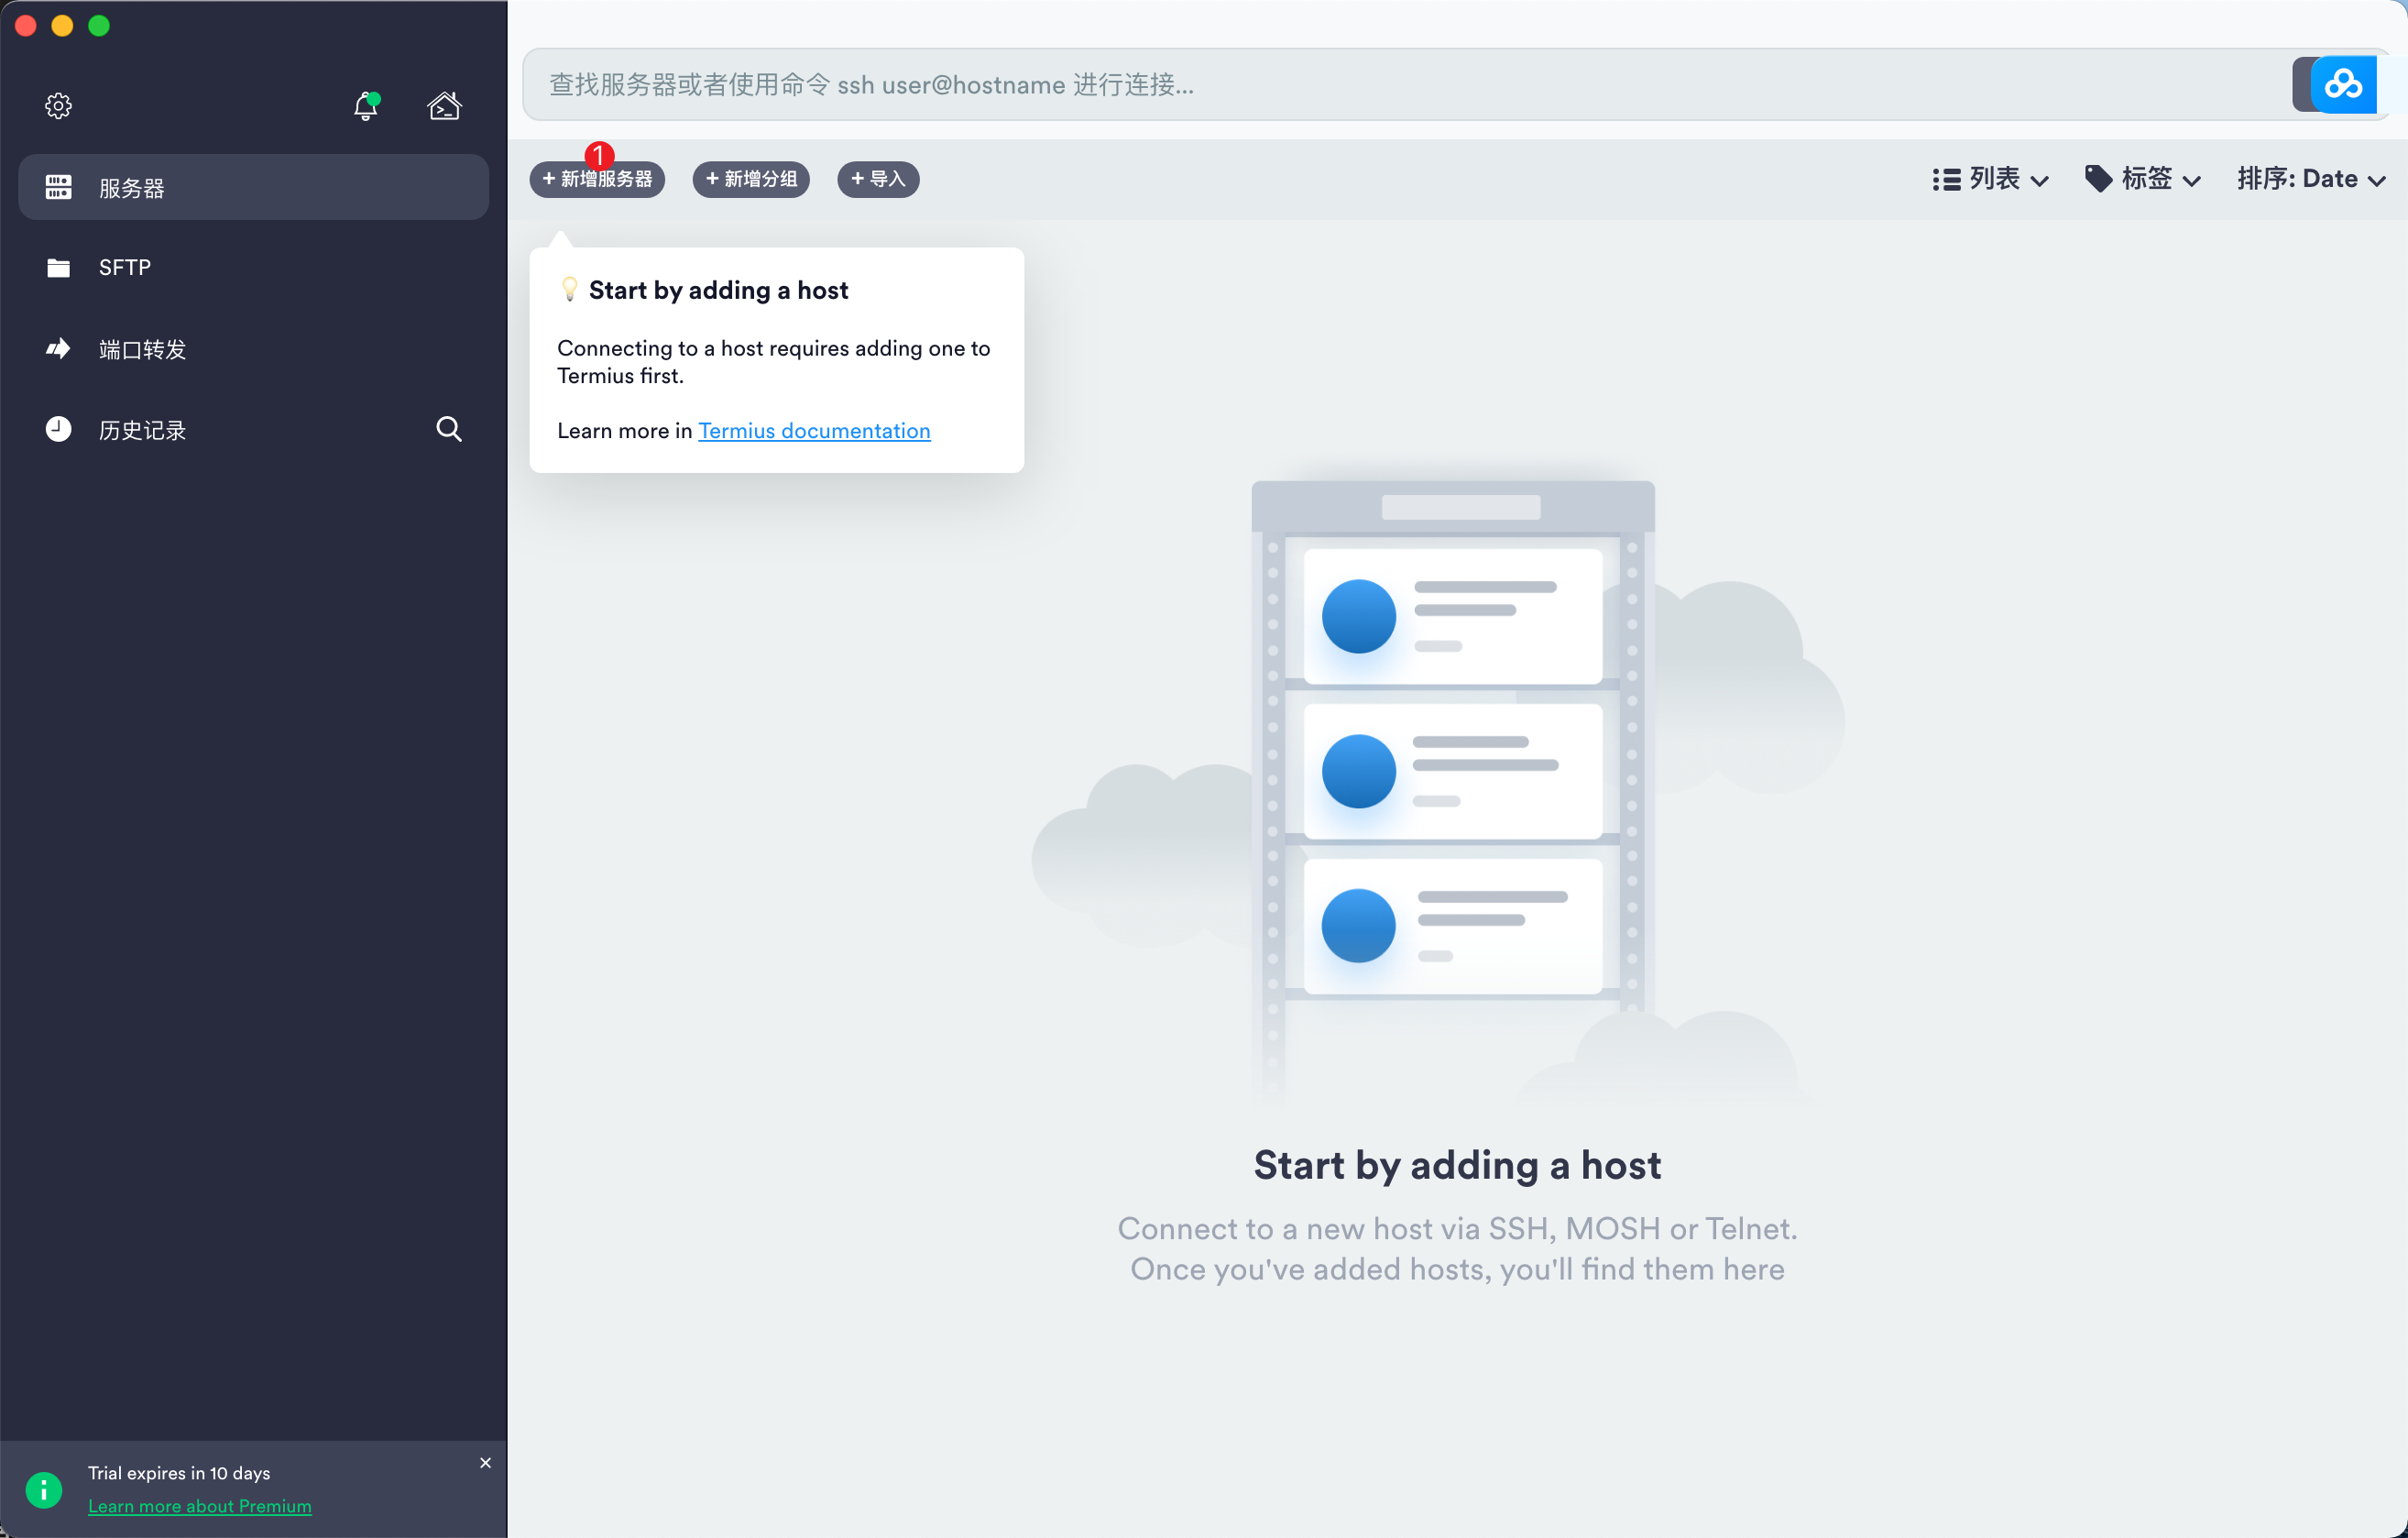 查找服务器或者使用命令 ssh user@hostname 进行连接...
1
+ 新增服务器
+ 新增分组
+ 导入
列表
标签
排序: Date
服务器
SFTP
端口转发
历史记录
Start by adding a host
Connecting to a host requires adding one to
Termius first.
Learn more in Termius documentation
Start by adding a host
Connect to a new host via SSH, MOSH or Telnet.
Once you've added hosts, you'll find them here
Trial expires in 10 days
Learn more about Premium